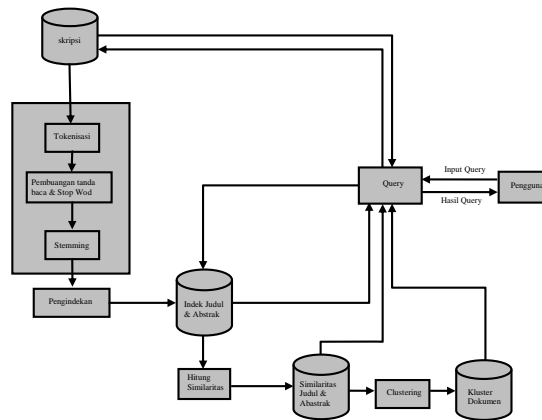 skripsi
Tokenisasi
Pembuangan tanda
baca & Stop Wod
Stemming
Pengindekan
Input Query
Query
Pengguna
Hasil Query
Indek Judul
& Abstrak
Hitung
Similaritas
Similaritas
Judul &
Abastrak
Clustering
Kluster
Dokumen